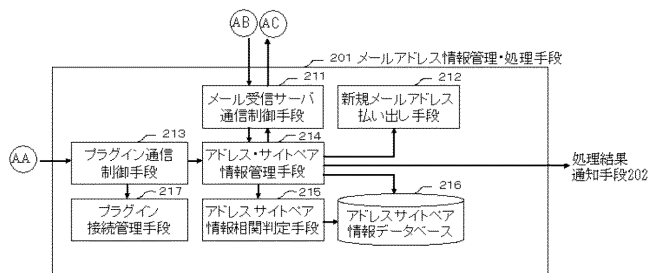 AB
AC
201 メールアドレス情報管理・処理手段
211
メール受信サーバ
通信制御手段
212
新規メールアドレス
払い出し手段
AA
213
プラグイン通信
制御手段
214
アドレス・サイトペア
情報管理手段
処理結果
通知手段202
217
プラグイン
接続管理手段
215
アドレスサイトペア
情報相関判定手段
216
アドレスサイトペア
情報データベース